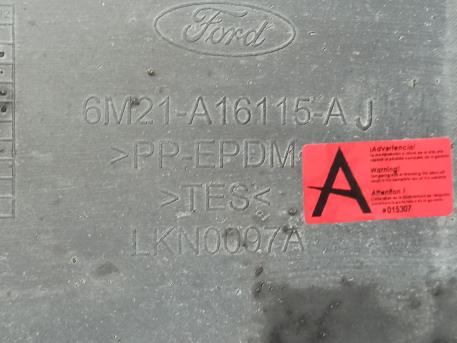 Ford
6M21-A16115-AJ
>PP-EPDM
>TES<
LKN0097A
A
¡Advertencia!
Warning!
Attention !
*015307